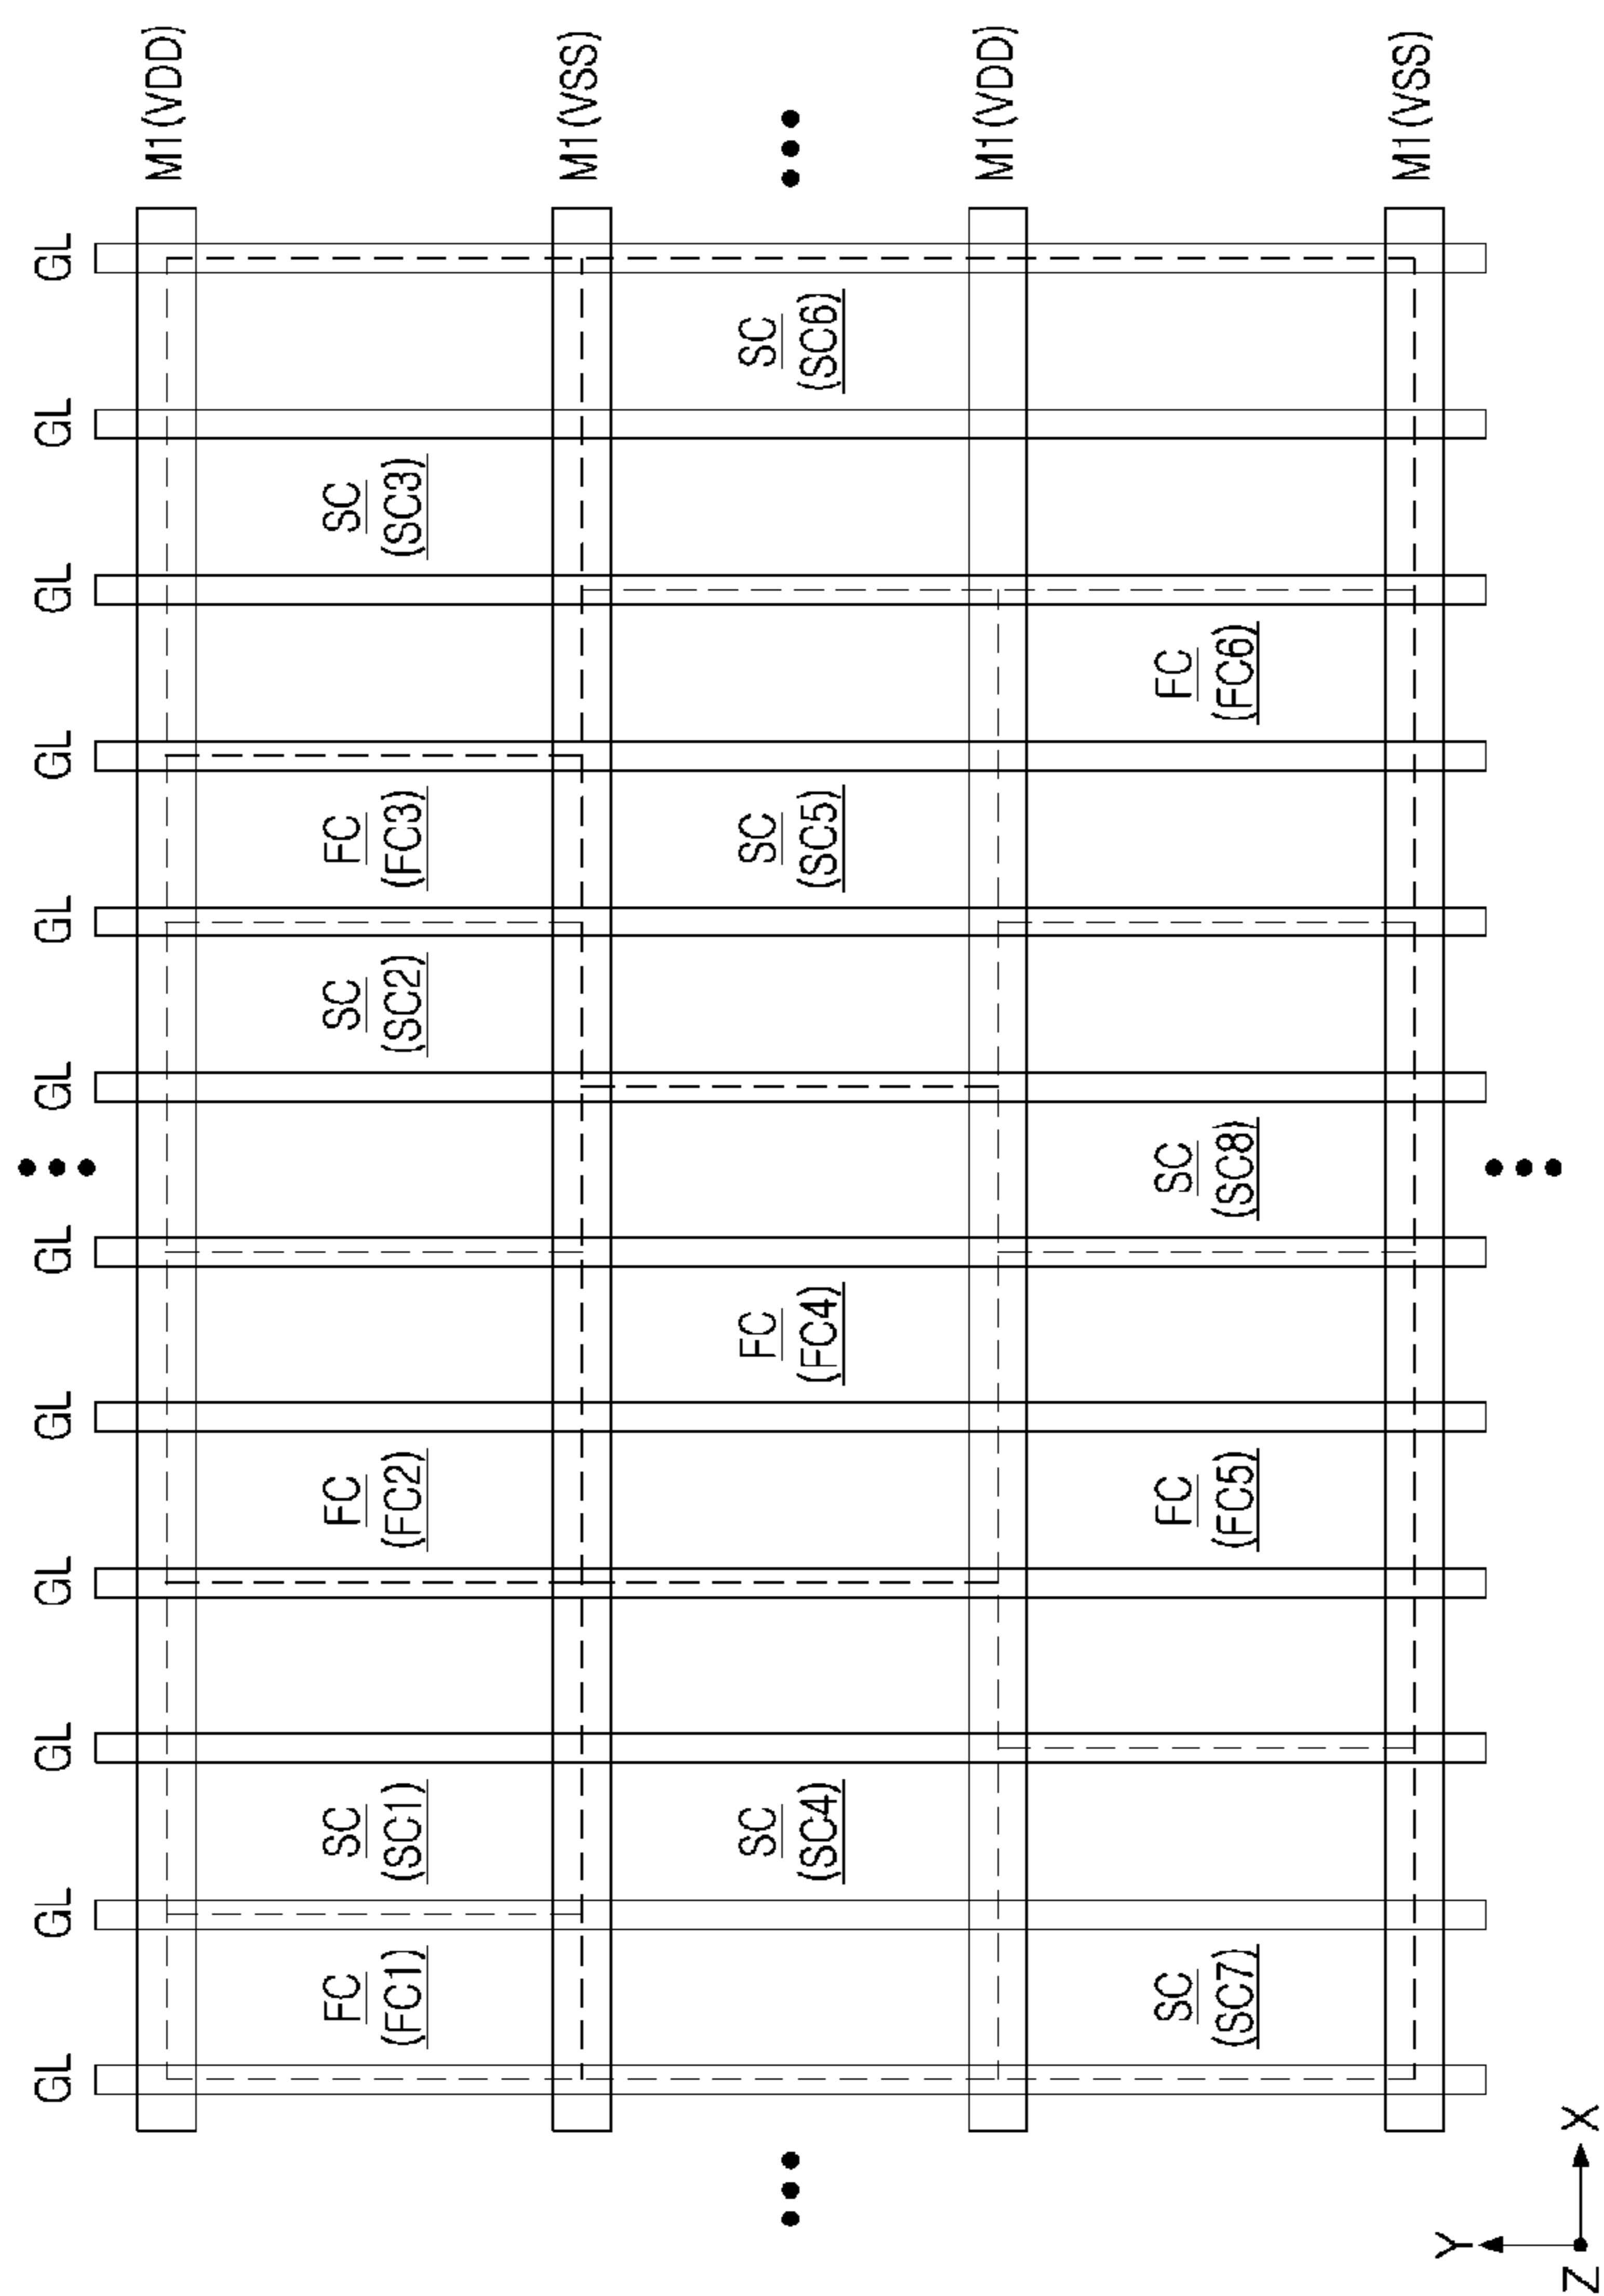 GL GL GL GL GL GL GL GL GL GL GL GL
M1(VDD)
FC SC FC SC FC SC
(FC1) (SC1) (FC2) (SC2) (FC3) (SC3)
M1(VSS)
SC FC SC SC
(SC4) (FC4) (SC5) (SC6)
M1(VDD)
SC FC SC FC
(SC7) (FC5) (SC8) (FC6)
M1(VSS)
Y
Z X